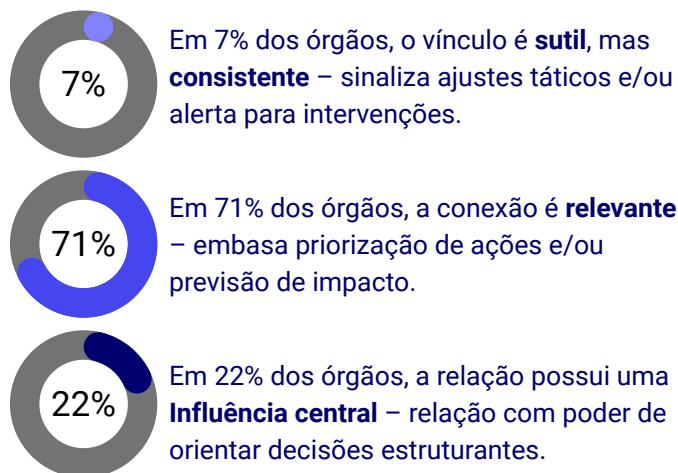 7%
Em 7% dos órgãos, o vínculo é sutil, mas
consistente – sinaliza ajustes táticos e/ou
alerta para intervenções.
71%
Em 71% dos órgãos, a conexão é relevante
– embasa priorização de ações e/ou
previsão de impacto.
22%
Em 22% dos órgãos, a relação possui uma
Influência central – relação com poder de
orientar decisões estruturantes.